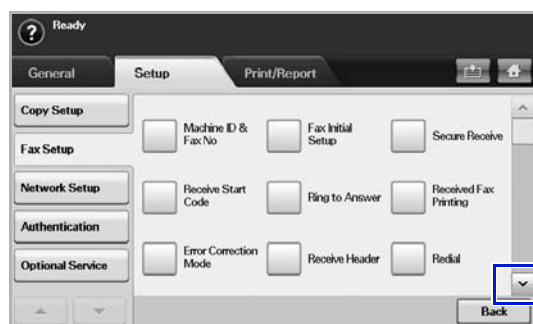 Ready
General
Setup
Print/Report
Copy Setup
Fax Setup
Network Setup
Authentication
Optional Service
Machine ID &
Fax No
Fax Initial
Setup
Secure Receive
Receive Start
Code
Ring to Answer
Received Fax
Printing
Error Correction
Mode
Receive Header
Redial
Back